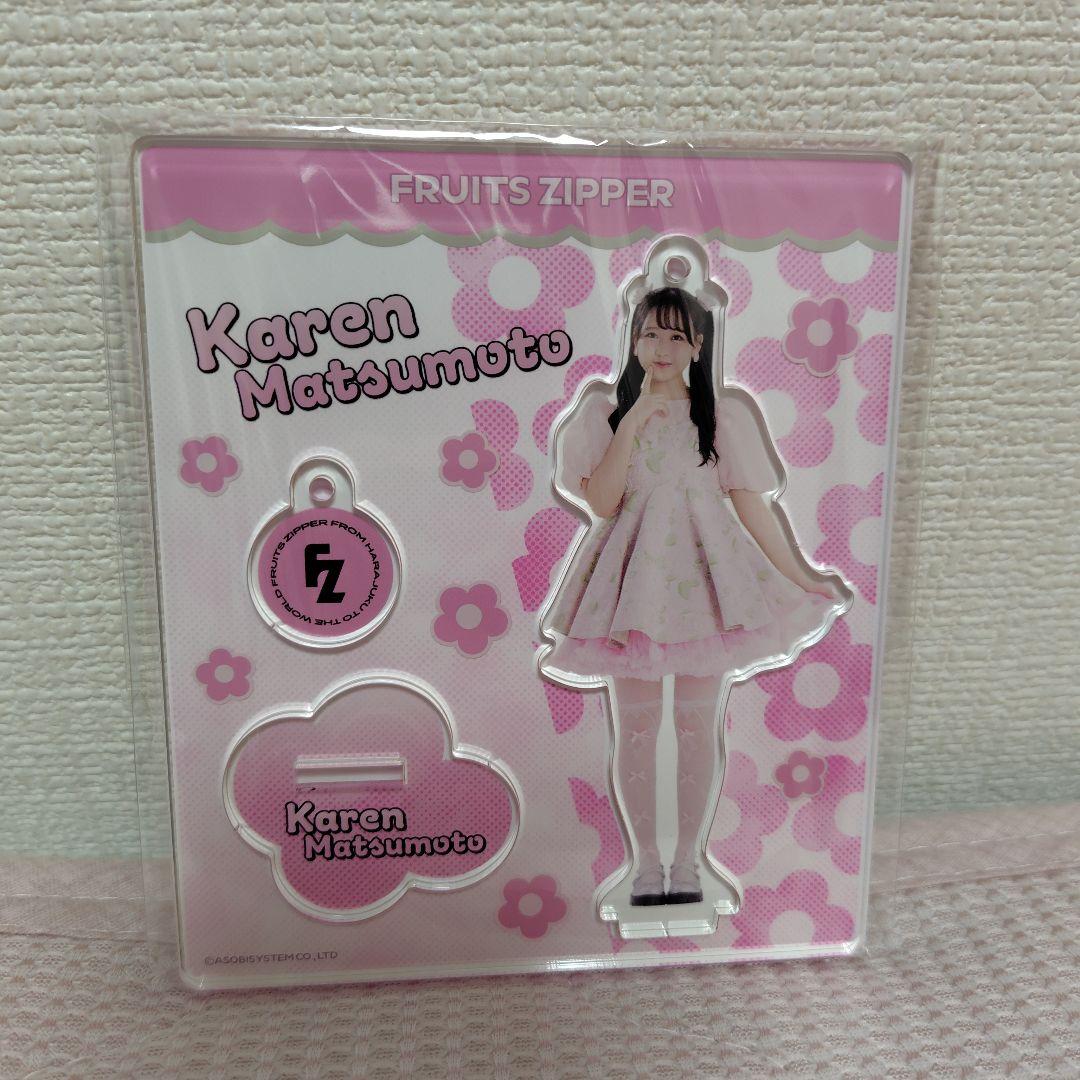 FRUITS ZIPPER
Karen
Matsumoto
FRUITS ZIPPER FROM HARAJUKU TO THE WORLD
FZ
Karen
Matsumoto
©ASOBISYSTEM CO.,LTD